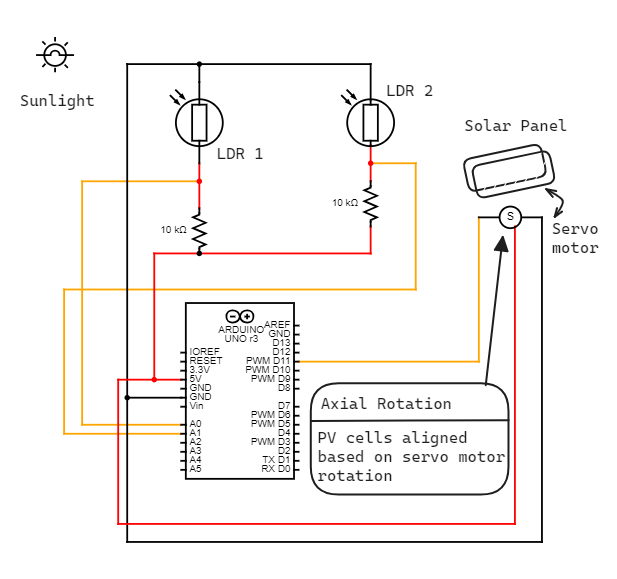 Sunlight
LDR 1
LDR 2
Solar Panel
10 kΩ
10 kΩ
S
Servo
motor
ARDUINO
UNO r3
IOREF
RESET
3.3V
5V
GND
GND
Vin
A0
A1
A2
A3
A4
A5
AREF
GND
D13
D12
PWM D11
PWM D10
PWM D9
D8
D7
PWM D6
PWM D5
D4
PWM D3
D2
TX D1
RX D0
Axial Rotation
PV cells aligned
based on servo motor
rotation